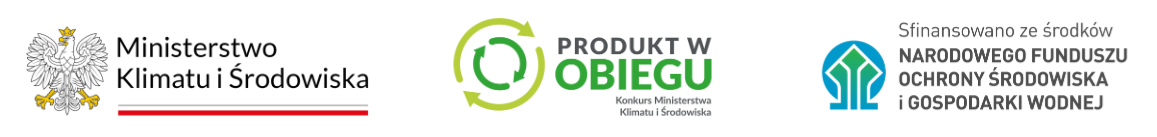 Ministerstwo
Klimatu i Środowiska
PRODUKT W
OBIEGU
Konkurs Ministerstwa
Klimatu i Środowiska
Sfinansowano ze środków
NARODOWEGO FUNDUSZU
OCHRONY ŚRODOWISKA
i GOSPODARKI WODNEJ